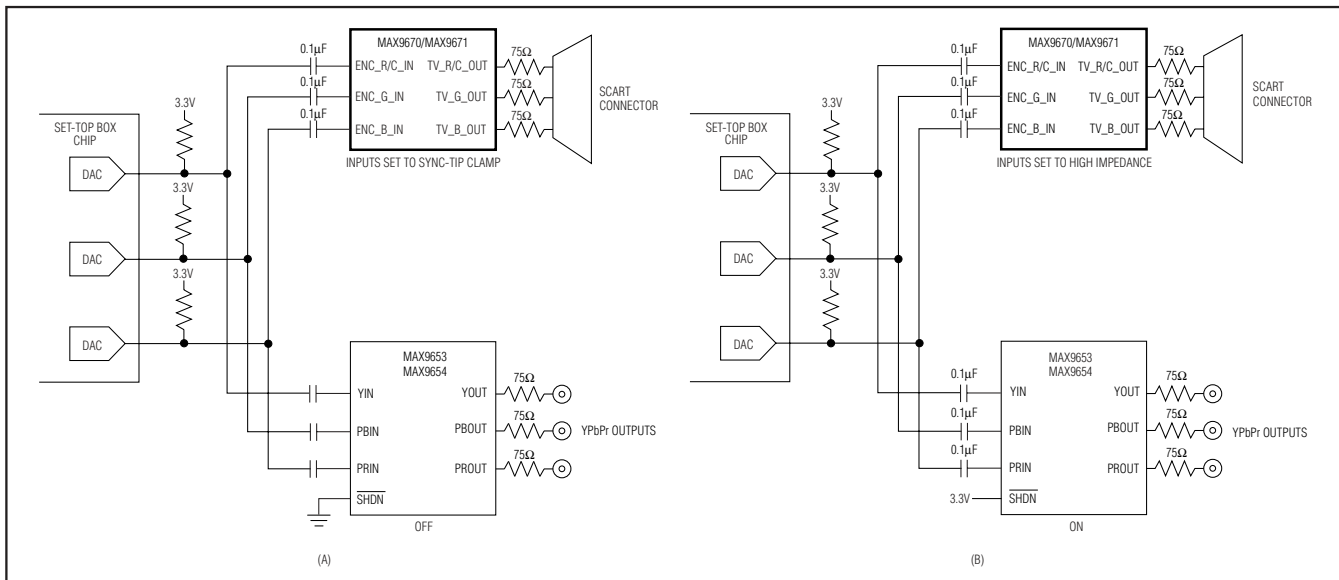 MAX9670/MAX9671
0.1µF
ENC_R/C_IN TV_R/C_OUT
75Ω
0.1µF
ENC_G_IN TV_G_OUT
75Ω
0.1µF
ENC_B_IN TV_B_OUT
75Ω
SCART
CONNECTOR
INPUTS SET TO SYNC-TIP CLAMP
SET-TOP BOX
CHIP
3.3V
DAC
3.3V
DAC
3.3V
DAC
MAX9653
MAX9654
YIN YOUT
75Ω
PBIN PBOUT
75Ω
YPbPr OUTPUTS
PRIN PROUT
75Ω
SHDN
OFF
(A)
MAX9670/MAX9671
0.1µF
ENC_R/C_IN TV_R/C_OUT
75Ω
0.1µF
ENC_G_IN TV_G_OUT
75Ω
0.1µF
ENC_B_IN TV_B_OUT
75Ω
SCART
CONNECTOR
INPUTS SET TO HIGH IMPEDANCE
SET-TOP BOX
CHIP
3.3V
DAC
3.3V
DAC
3.3V
DAC
MAX9653
MAX9654
0.1µF
YIN YOUT
75Ω
0.1µF
PBIN PBOUT
75Ω
YPbPr OUTPUTS
0.1µF
PRIN PROUT
75Ω
3.3V
SHDN
ON
(B)